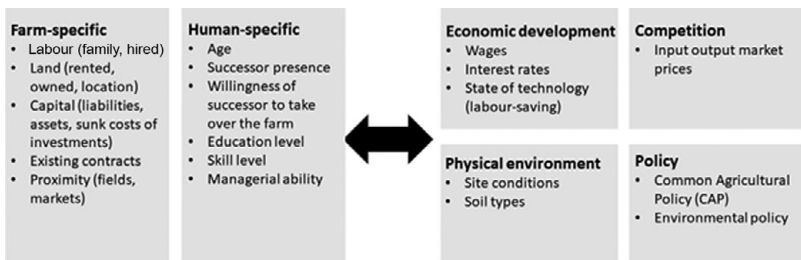 Farm-specific
• Labour (family, hired)
• Land (rented,
owned, location)
• Capital (liabilities,
assets, sunk costs of
investments)
• Existing contracts
• Proximity (fields,
markets)
Human-specific
• Age
• Successor presence
• Willingness of
successor to take
over the farm
• Education level
• Skill level
• Managerial ability
Economic development
• Wages
• Interest rates
• State of technology
(labour-saving)
Competition
• Input output market
prices
Physical environment
• Site conditions
• Soil types
Policy
• Common Agricultural
Policy (CAP)
• Environmental policy